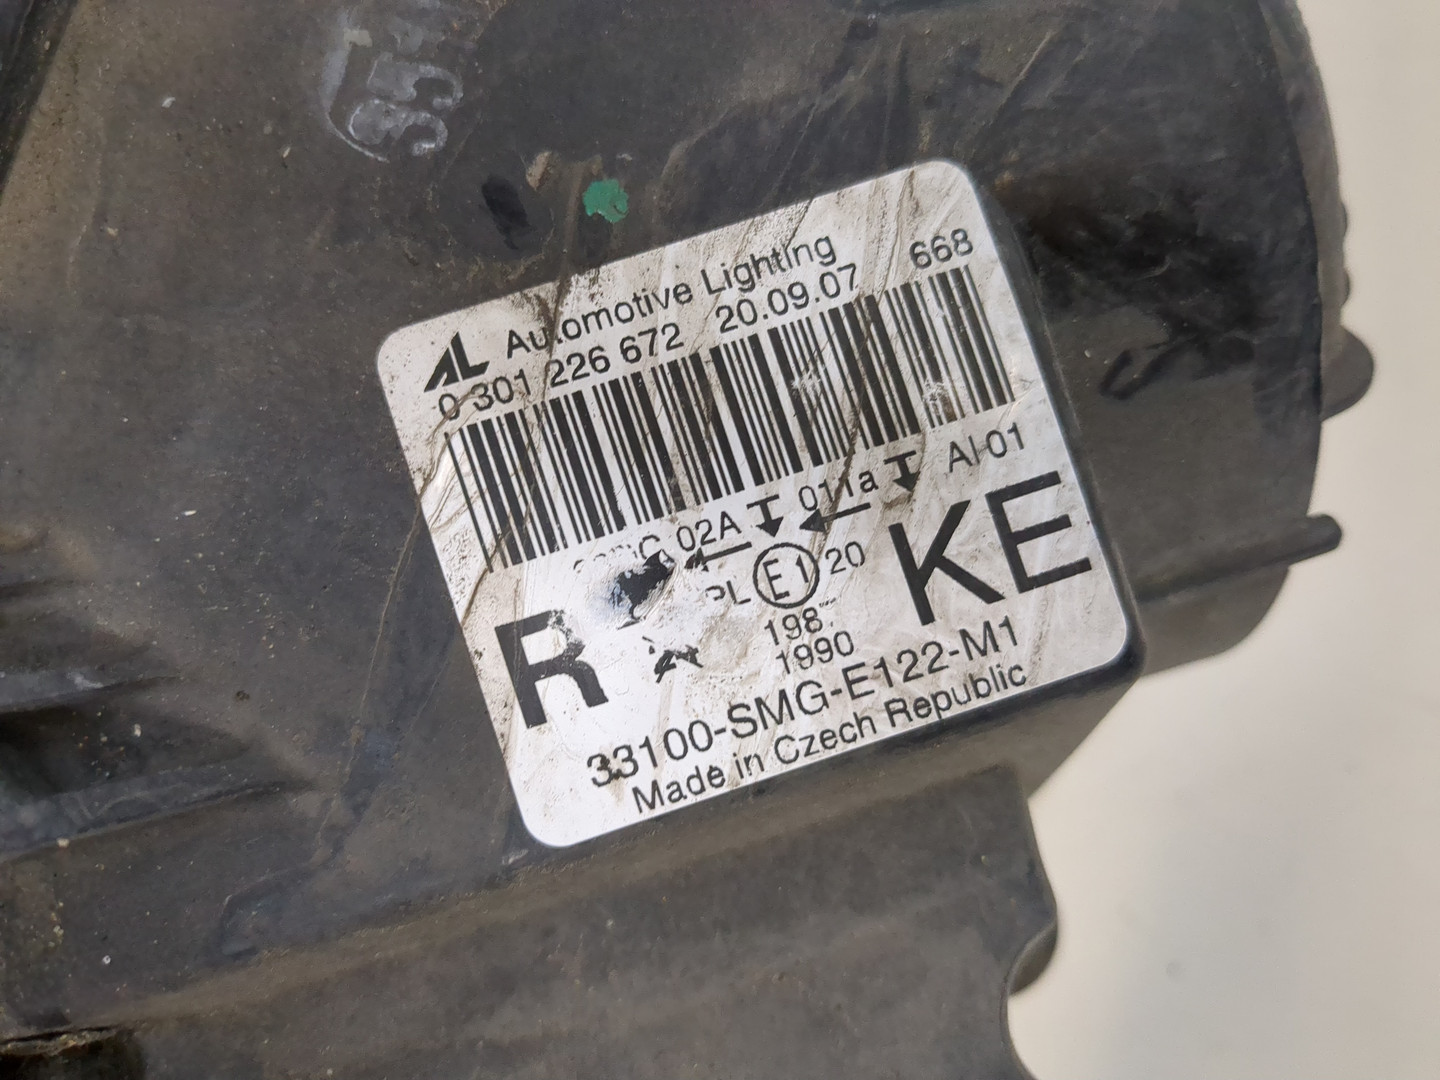 AL Automotive Lighting
0 301 226 672 20.09.07 668
02A 011a AI-01
PL E1 20 KE
R 198
1990
33100-SMG-E122-M1
Made in Czech Republic